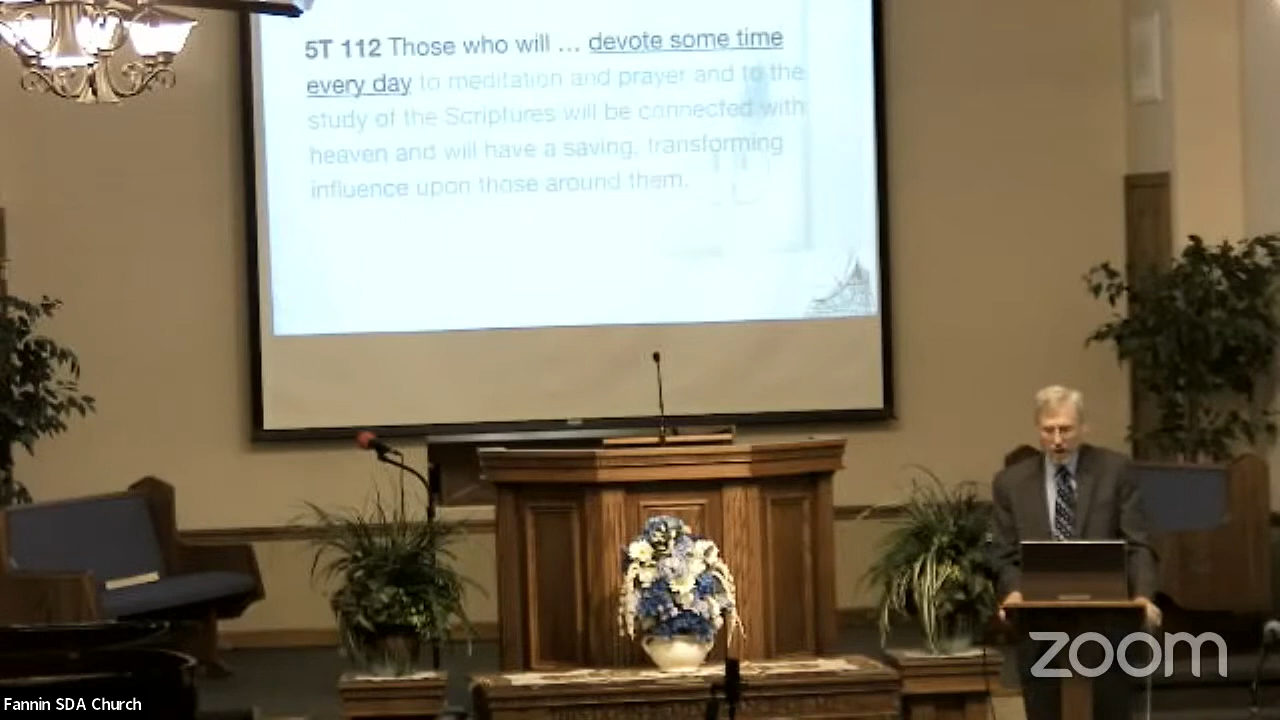 5T 112 Those who will ... devote some time
every day to meditation and prayer and to the
study of the Scriptures will be connected with
heaven and will have a saving, transforming
influence upon those around them.
zoom
Fannin SDA Church